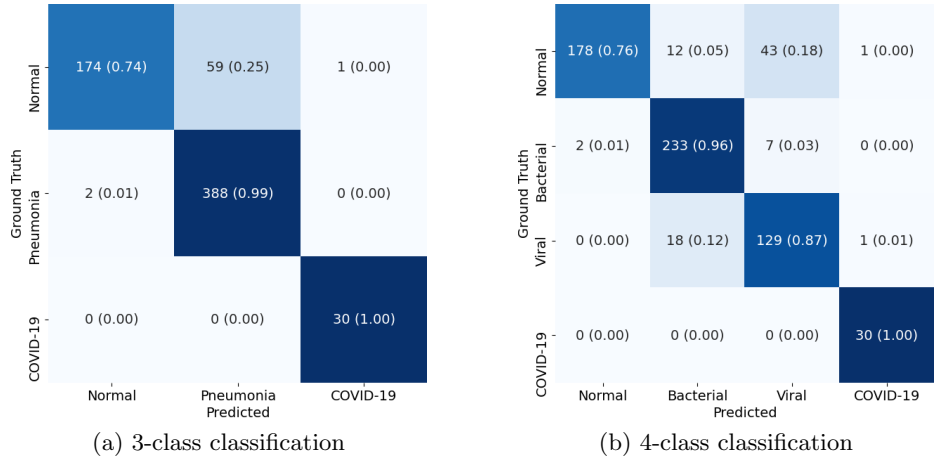 Normal
174 (0.74) 59 (0.25) 1 (0.00)
Ground Truth
Pneumonia
2 (0.01) 388 (0.99) 0 (0.00)
COVID-19
0 (0.00) 0 (0.00) 30 (1.00)
Normal Pneumonia COVID-19
Predicted
(a) 3-class classification
Normal
178 (0.76) 12 (0.05) 43 (0.18) 1 (0.00)
Ground Truth
Bacterial
2 (0.01) 233 (0.96) 7 (0.03) 0 (0.00)
Viral
0 (0.00) 18 (0.12) 129 (0.87) 1 (0.01)
COVID-19
0 (0.00) 0 (0.00) 0 (0.00) 30 (1.00)
Normal Bacterial Viral COVID-19
Predicted
(b) 4-class classification